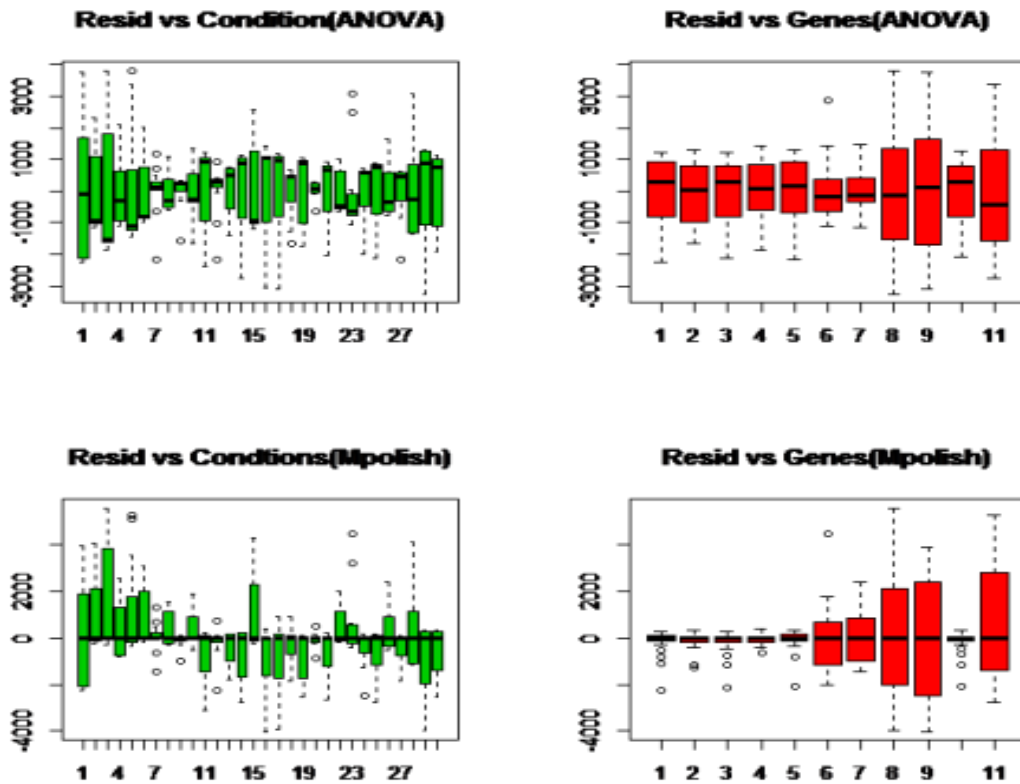 Resid vs Condition(ANOVA)
Resid vs Genes(ANOVA)
3000
1000
-1000
-3000
1 4 7 11 15 19 23 27
3000
1000
-1000
-3000
1 2 3 4 5 6 7 8 9 11
Resid vs Condtions(Mpolish)
Resid vs Genes(Mpolish)
2000
0
-4000
1 4 7 11 15 19 23 27
2000
0
-4000
1 2 3 4 5 6 7 8 9 11